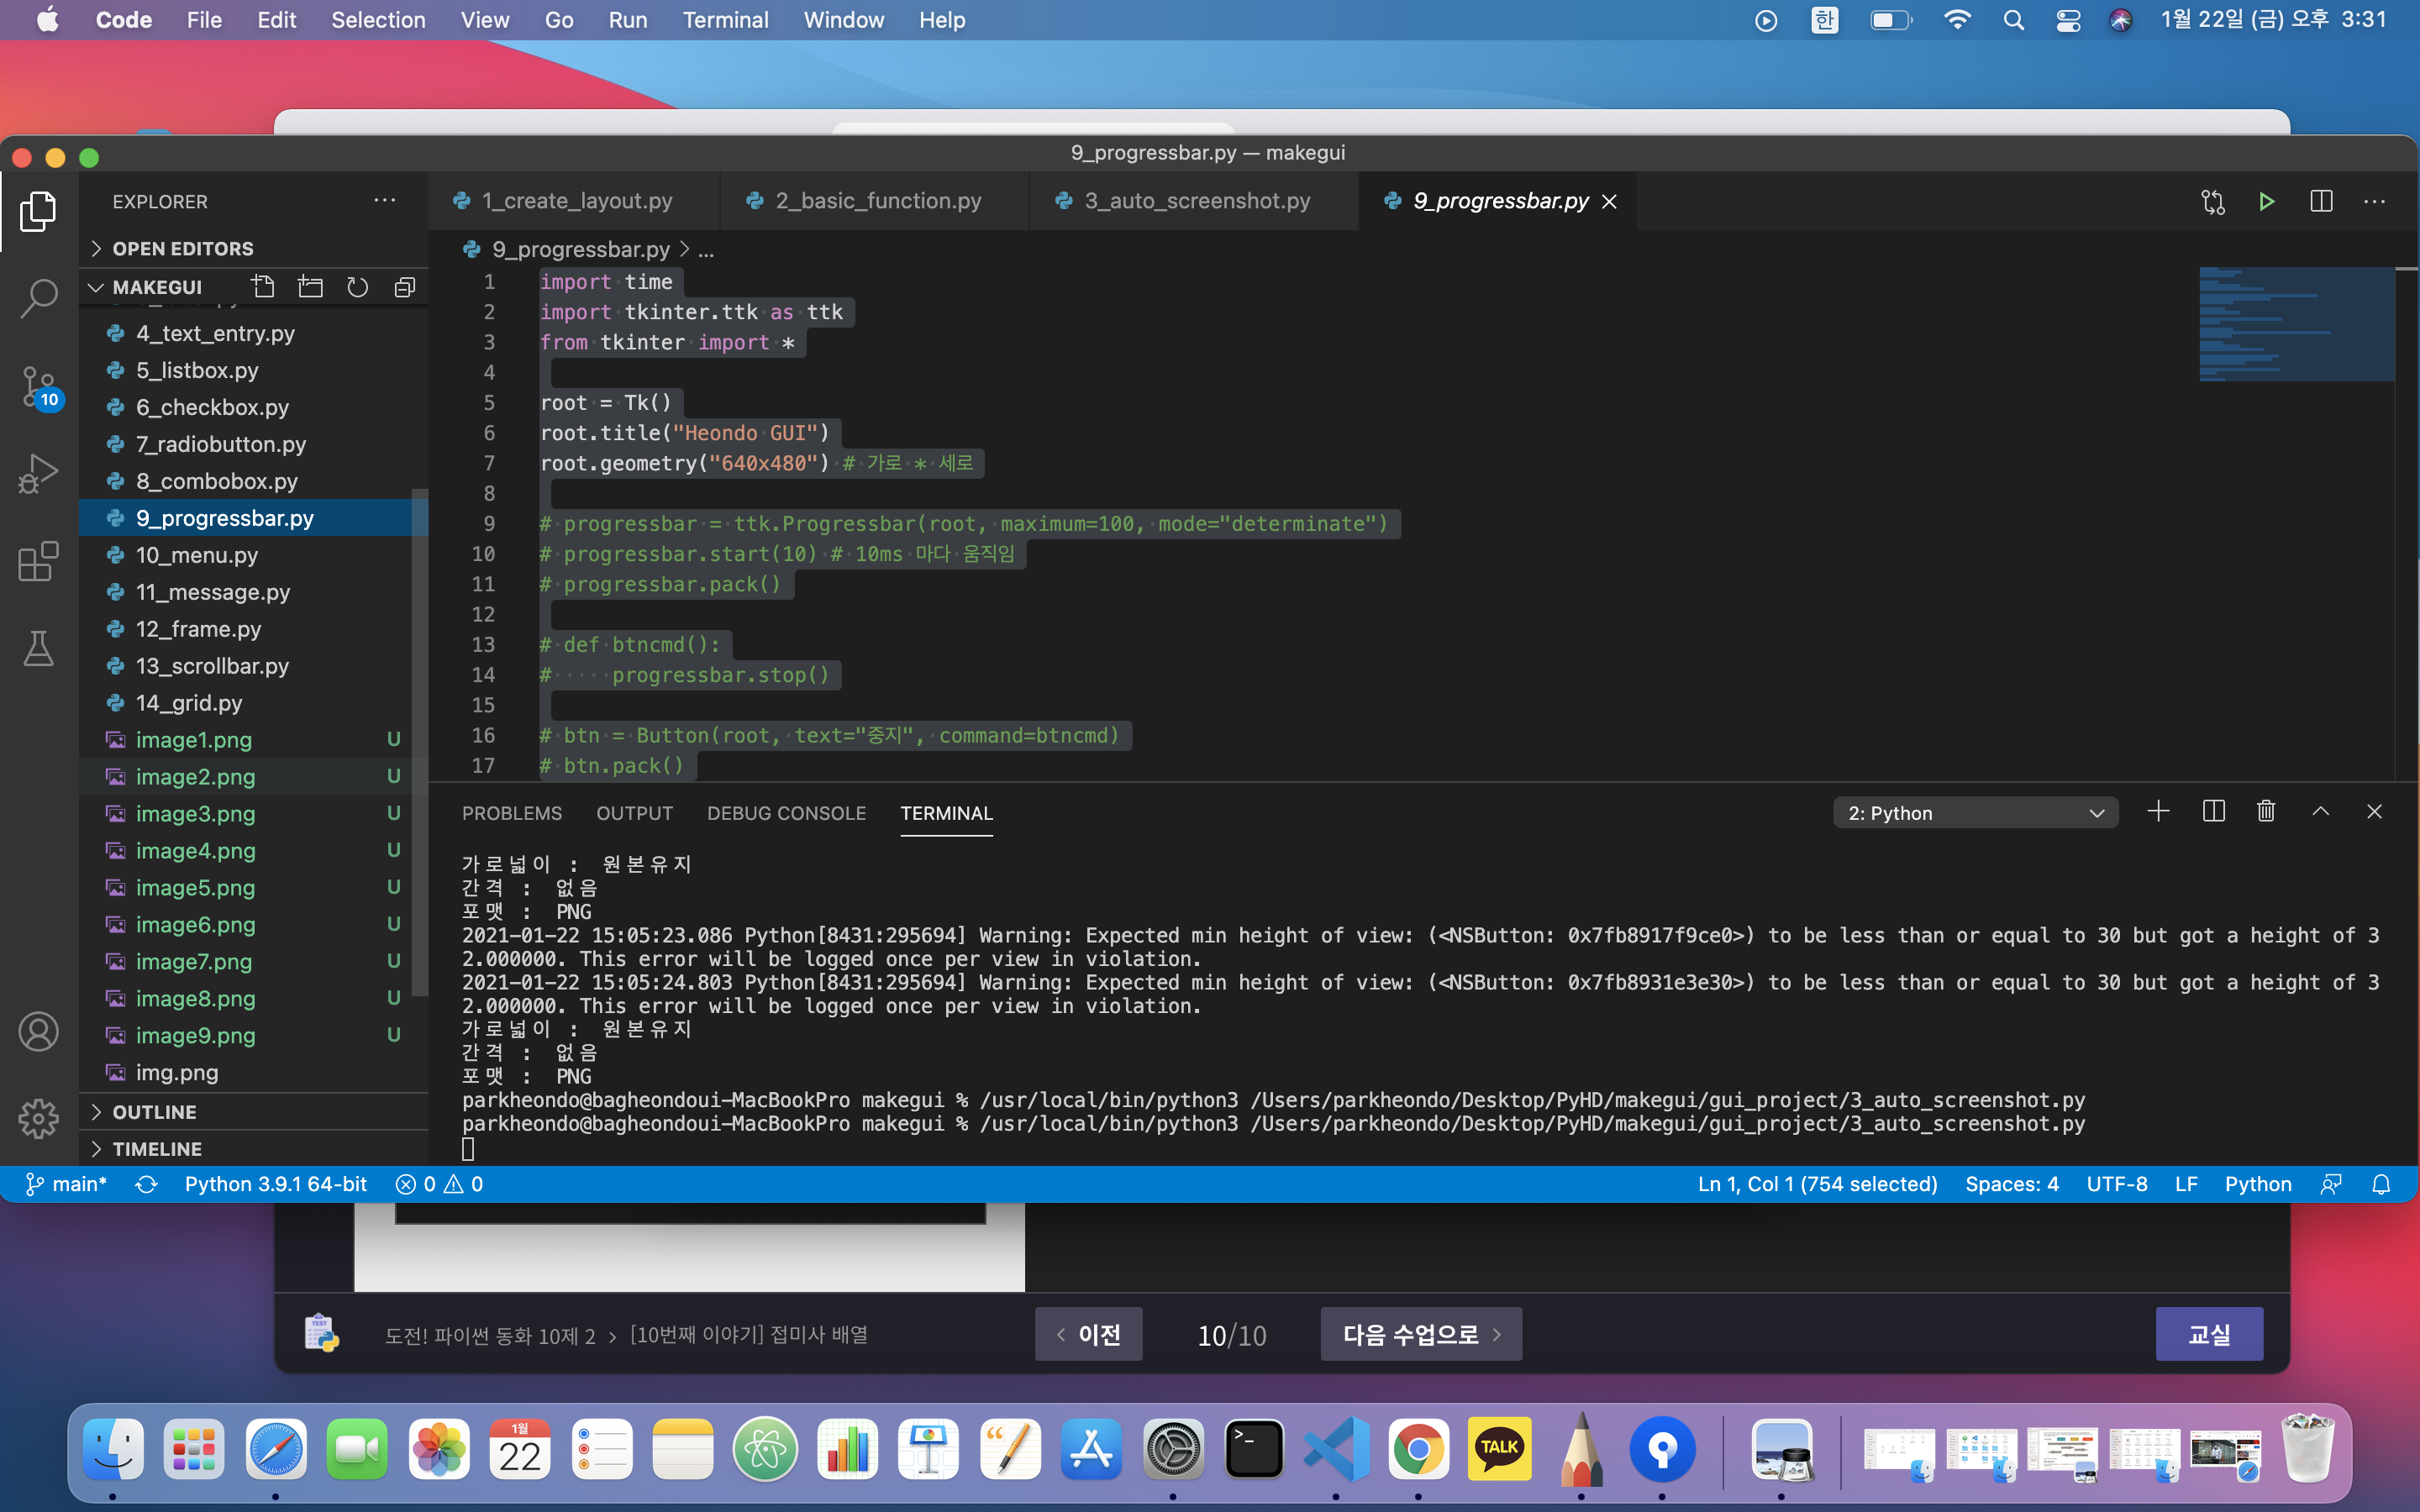 Code File Edit Selection View Go Run Terminal Window Help
한 1월 22일 (금) 오후 3:31
9_progressbar.py — makegui
EXPLORER
1_create_layout.py 2_basic_function.py 3_auto_screenshot.py 9_progressbar.py
OPEN EDITORS
9_progressbar.py > ...
MAKEGUI
4_text_entry.py
5_listbox.py
6_checkbox.py
7_radiobutton.py
8_combobox.py
9_progressbar.py
10_menu.py
11_message.py
12_frame.py
13_scrollbar.py
14_grid.py
image1.png U
image2.png U
image3.png U
image4.png U
image5.png U
image6.png U
image7.png U
image8.png U
image9.png U
img.png
OUTLINE
TIMELINE
10
1 import time
2 import tkinter.ttk as ttk
3 from tkinter import *
4
5 root = Tk()
6 root.title("Heondo GUI")
7 root.geometry("640x480") # 가로 * 세로
8
9 # progressbar = ttk.Progressbar(root, maximum=100, mode="determinate")
10 # progressbar.start(10) # 10ms 마다 움직임
11 # progressbar.pack()
12
13 # def btncmd():
14 #     progressbar.stop()
15
16 # btn = Button(root, text="중지", command=btncmd)
17 # btn.pack()
PROBLEMS OUTPUT DEBUG CONSOLE TERMINAL 2: Python
가로넓이 : 원본유지
간격 : 없음
포맷 : PNG
2021-01-22 15:05:23.086 Python[8431:295694] Warning: Expected min height of view: (<NSButton: 0x7fb8917f9ce0>) to be less than or equal to 30 but got a height of 3
2.000000. This error will be logged once per view in violation.
2021-01-22 15:05:24.803 Python[8431:295694] Warning: Expected min height of view: (<NSButton: 0x7fb8931e3e30>) to be less than or equal to 30 but got a height of 3
2.000000. This error will be logged once per view in violation.
가로넓이 : 원본유지
간격 : 없음
포맷 : PNG
parkheondo@bagheondoui-MacBookPro makegui % /usr/local/bin/python3 /Users/parkheondo/Desktop/PyHD/makegui/gui_project/3_auto_screenshot.py
parkheondo@bagheondoui-MacBookPro makegui % /usr/local/bin/python3 /Users/parkheondo/Desktop/PyHD/makegui/gui_project/3_auto_screenshot.py
main* Python 3.9.1 64-bit 0 0 Ln 1, Col 1 (754 selected) Spaces: 4 UTF-8 LF Python
TEST
도전! 파이썬 동화 10제 2 > [10번째 이야기] 접미사 배열 < 이전 10/10 다음 수업으로 > 교실
1월
22
>_
TALK